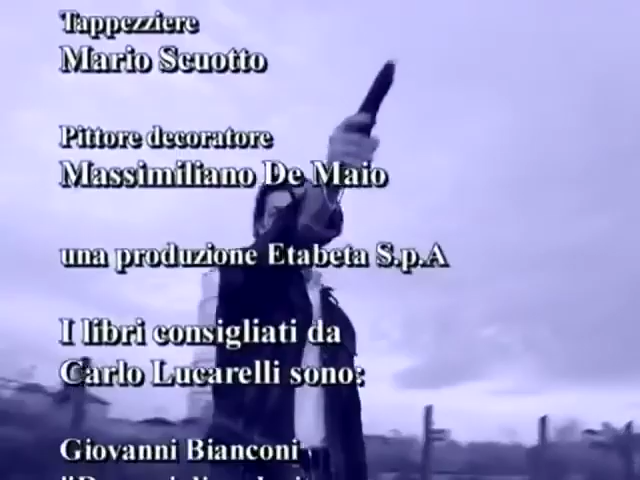 Tappezziere
Mario Scuotto
Pittore decoratore
Massimiliano De Maio
una produzione Etabeta S.p.A
I libri consigliati da
Carlo Lucarelli sono:
Giovanni Bianconi